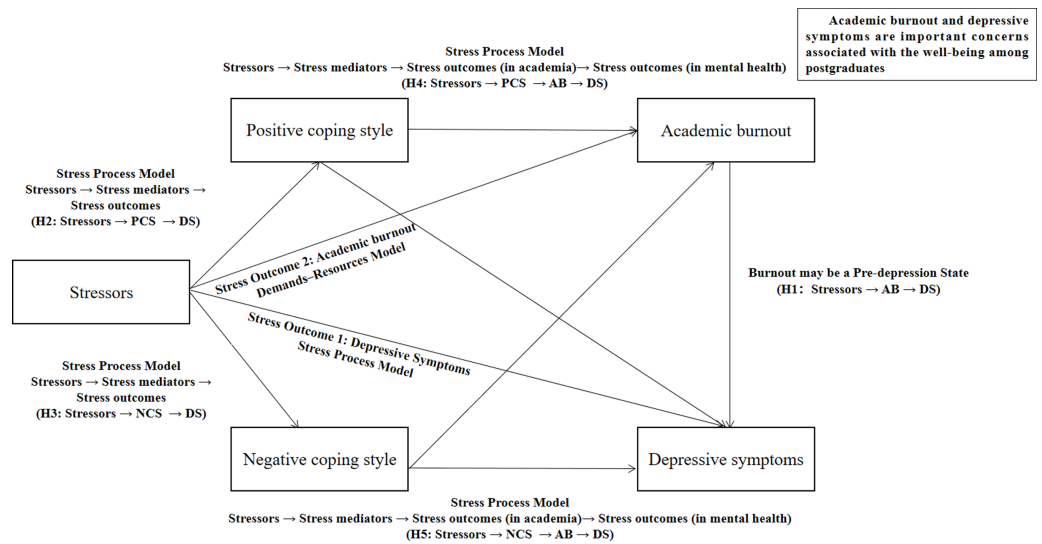 Academic burnout and depressive
symptoms are important concerns
associated with the well-being among
postgraduates
Stress Process Model
Stressors → Stress mediators → Stress outcomes (in academia)→ Stress outcomes (in mental health)
(H4: Stressors → PCS → AB → DS)
Positive coping style
Academic burnout
Stress Process Model
Stressors → Stress mediators →
Stress outcomes
(H2: Stressors → PCS → DS)
Stress Outcome 2: Academic burnout
Demands–Resources Model
Stressors
Burnout may be a Pre-depression State
(H1: Stressors → AB → DS)
Stress Outcome 1: Depressive Symptoms
Stress Process Model
Stress Process Model
Stressors → Stress mediators →
Stress outcomes
(H3: Stressors → NCS → DS)
Negative coping style
Depressive symptoms
Stress Process Model
Stressors → Stress mediators → Stress outcomes (in academia)→ Stress outcomes (in mental health)
(H5: Stressors → NCS → AB → DS)